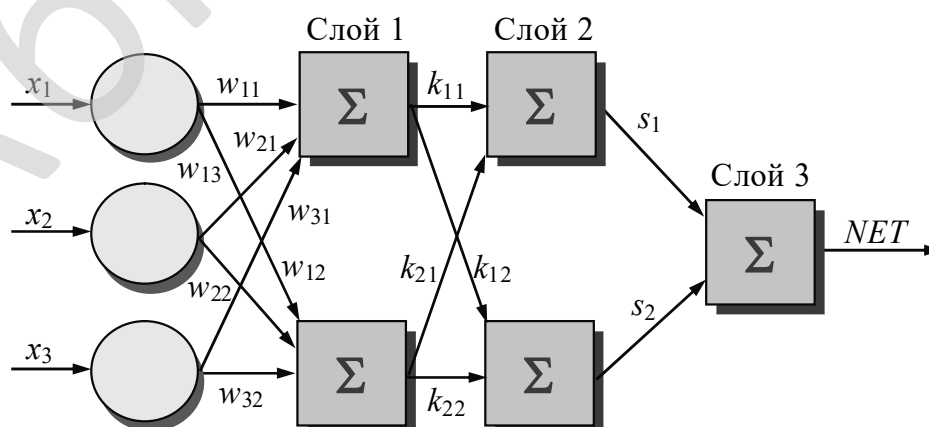 Слой 1
Слой 2
x₁
w₁₁
Σ
k₁₁
Σ
s₁
w₂₁
w₁₃
Слой 3
x₂
w₃₁
NET
Σ
w₁₂
k₂₁
k₁₂
w₂₂
s₂
x₃
Σ
Σ
w₃₂
k₂₂